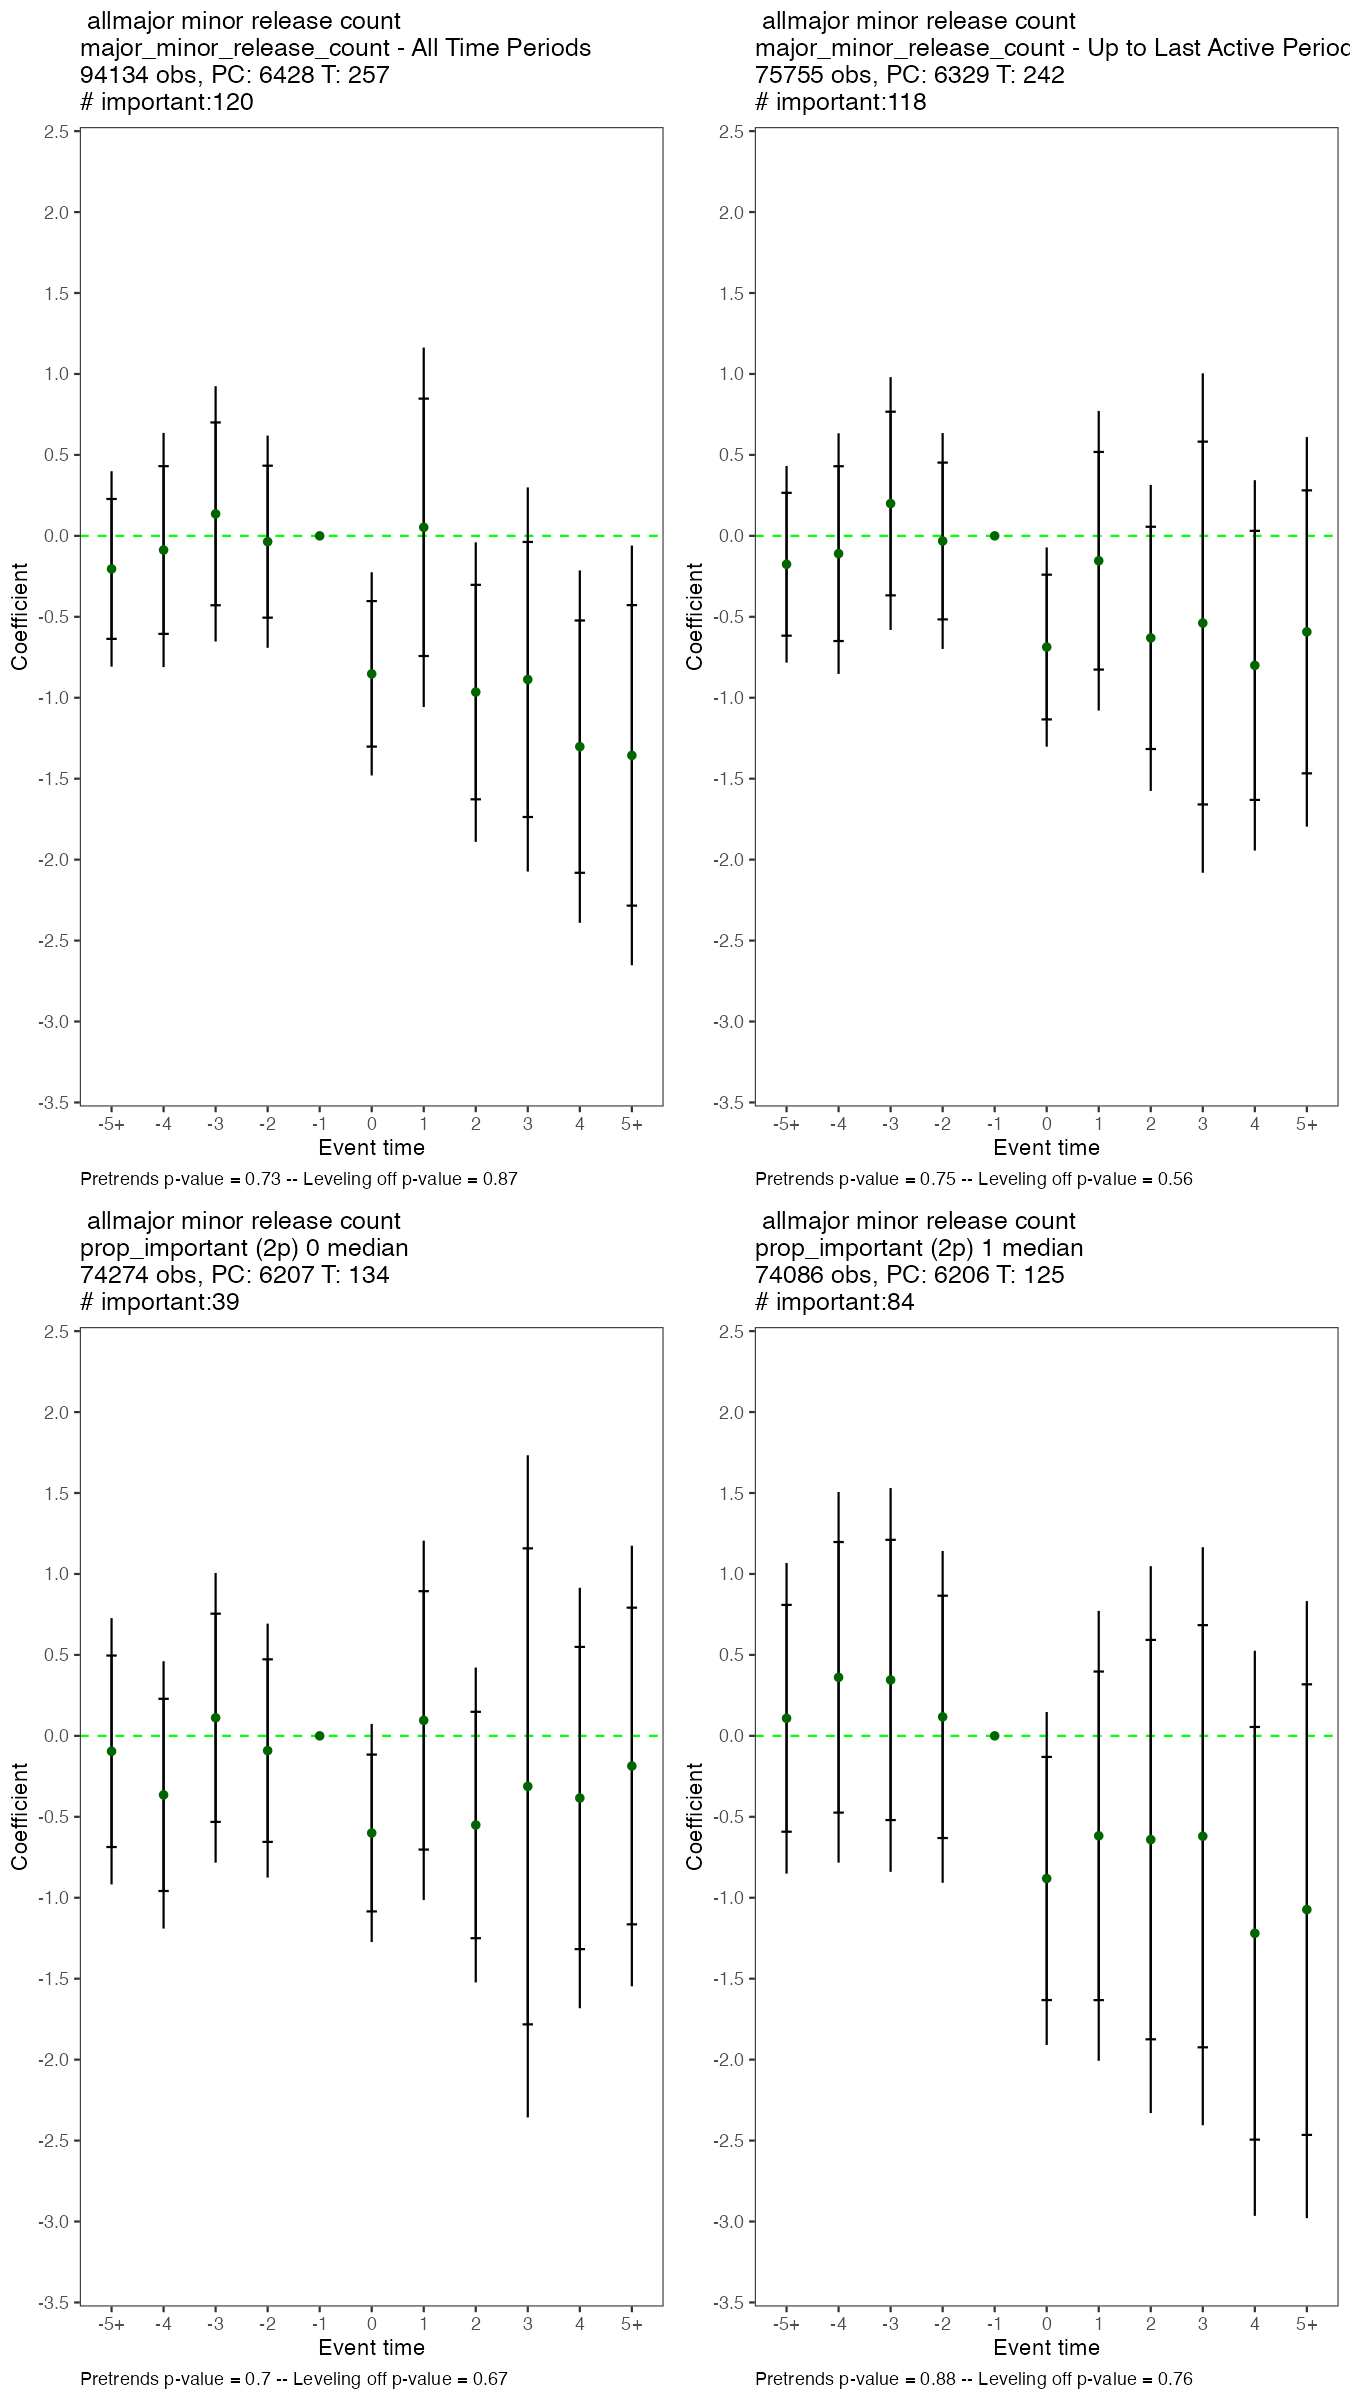 allmajor minor release count
major_minor_release_count - All Time Periods
94134 obs, PC: 6428 T: 257
# important:120
2.5
2.0
1.5
1.0
0.5
0.0
-0.5
-1.0
-1.5
-2.0
-2.5
-3.0
-3.5
Coefficient
-5+ -4 -3 -2 -1 0 1 2 3 4 5+
Event time
Pretrends p-value = 0.73 -- Leveling off p-value = 0.87
allmajor minor release count
major_minor_release_count - Up to Last Active Period
75755 obs, PC: 6329 T: 242
# important:118
2.5
2.0
1.5
1.0
0.5
0.0
-0.5
-1.0
-1.5
-2.0
-2.5
-3.0
-3.5
Coefficient
-5+ -4 -3 -2 -1 0 1 2 3 4 5+
Event time
Pretrends p-value = 0.75 -- Leveling off p-value = 0.56
allmajor minor release count
prop_important (2p) 0 median
74274 obs, PC: 6207 T: 134
# important:39
2.5
2.0
1.5
1.0
0.5
0.0
-0.5
-1.0
-1.5
-2.0
-2.5
-3.0
-3.5
Coefficient
-5+ -4 -3 -2 -1 0 1 2 3 4 5+
Event time
Pretrends p-value = 0.7 -- Leveling off p-value = 0.67
allmajor minor release count
prop_important (2p) 1 median
74086 obs, PC: 6206 T: 125
# important:84
2.5
2.0
1.5
1.0
0.5
0.0
-0.5
-1.0
-1.5
-2.0
-2.5
-3.0
-3.5
Coefficient
-5+ -4 -3 -2 -1 0 1 2 3 4 5+
Event time
Pretrends p-value = 0.88 -- Leveling off p-value = 0.76